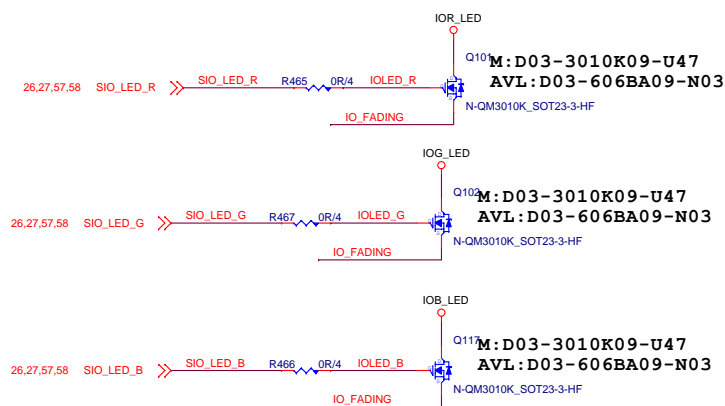 IOR_LED
Q101
M:D03-3010K09-U47
AVL:D03-606BA09-N03
26,27,57,58 SIO_LED_R SIO_LED_R R465 0R/4 IOLED_R
N-QM3010K_SOT23-3-HF
IO_FADING
IOG_LED
Q102
M:D03-3010K09-U47
AVL:D03-606BA09-N03
26,27,57,58 SIO_LED_G SIO_LED_G R467 0R/4 IOLED_G
N-QM3010K_SOT23-3-HF
IO_FADING
IOB_LED
Q117
M:D03-3010K09-U47
AVL:D03-606BA09-N03
26,27,57,58 SIO_LED_B SIO_LED_B R466 0R/4 IOLED_B
N-QM3010K_SOT23-3-HF
IO_FADING